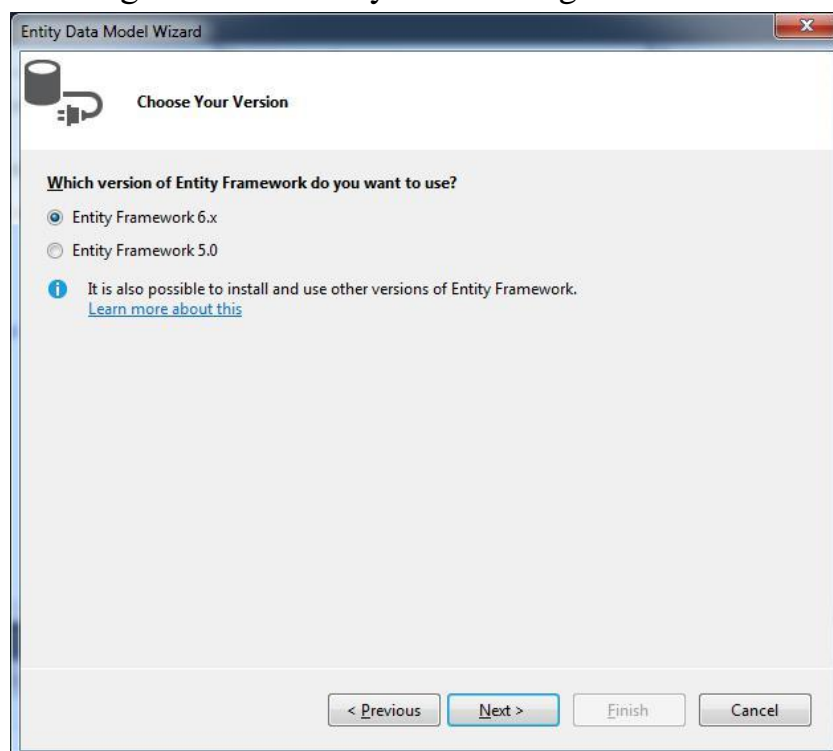 Entity Data Model Wizard
Choose Your Version
Which version of Entity Framework do you want to use?
Entity Framework 6.x
Entity Framework 5.0
It is also possible to install and use other versions of Entity Framework.
Learn more about this
< Previous
Next >
Finish
Cancel